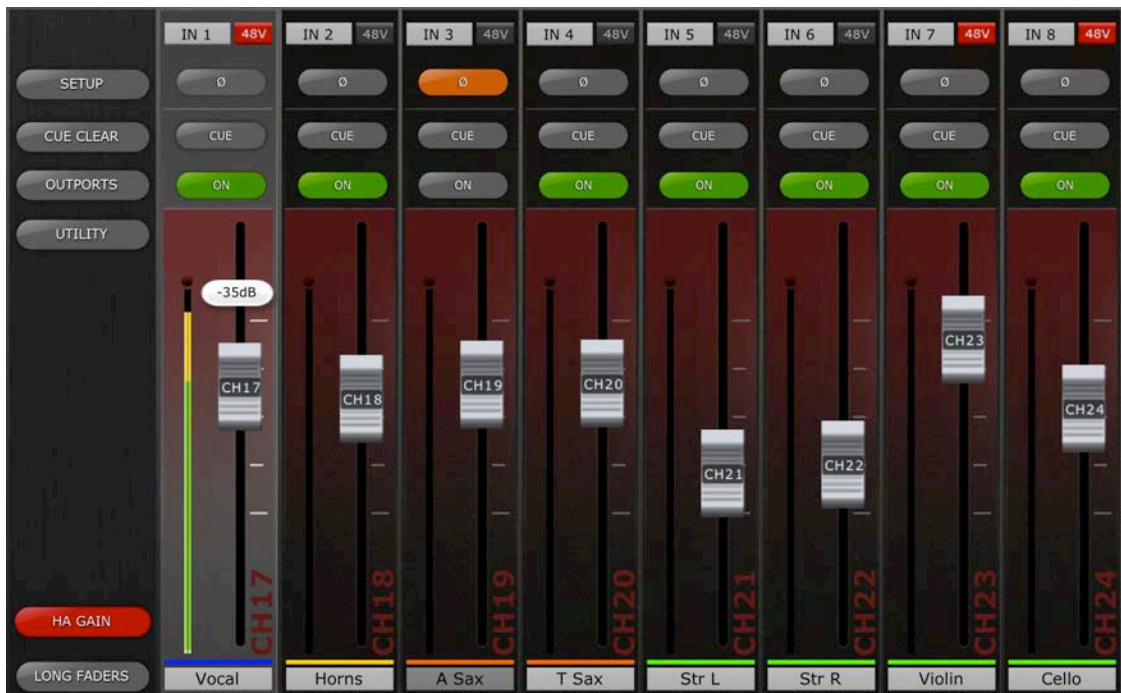 IN 1 48V IN 2 48V IN 3 48V IN 4 48V IN 5 48V IN 6 48V IN 7 48V IN 8 48V
SETUP Ø Ø Ø Ø Ø Ø Ø Ø
CUE CLEAR CUE CUE CUE CUE CUE CUE CUE CUE
OUTPORTS ON ON ON ON ON ON ON ON
UTILITY
-35dB
CH17 CH18 CH19 CH20 CH21 CH22 CH23 CH24
CH17 CH18 CH19 CH20 CH21 CH22 CH23 CH24
HA GAIN
LONG FADERS Vocal Horns A Sax T Sax Str L Str R Violin Cello